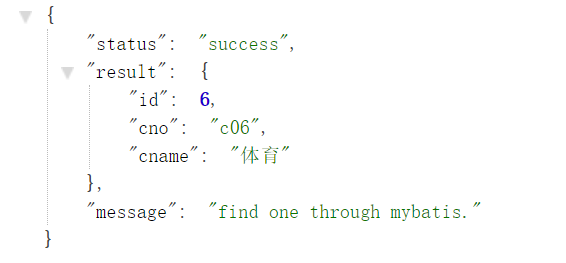 {
"status": "success",
"result": {
"id": 6,
"cno": "c06",
"cname": "体育"
},
"message": "find one through mybatis."
}